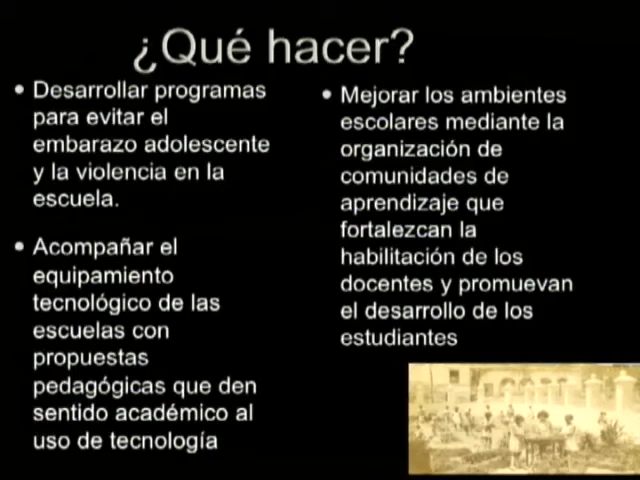 ¿Qué hacer?
• Desarrollar programas
para evitar el
embarazo adolescente
y la violencia en la
escuela.
• Acompañar el
equipamiento
tecnológico de las
escuelas con
propuestas
pedagógicas que den
sentido académico al
uso de tecnología
• Mejorar los ambientes
escolares mediante la
organización de
comunidades de
aprendizaje que
fortalezcan la
habilitación de los
docentes y promuevan
el desarrollo de los
estudiantes